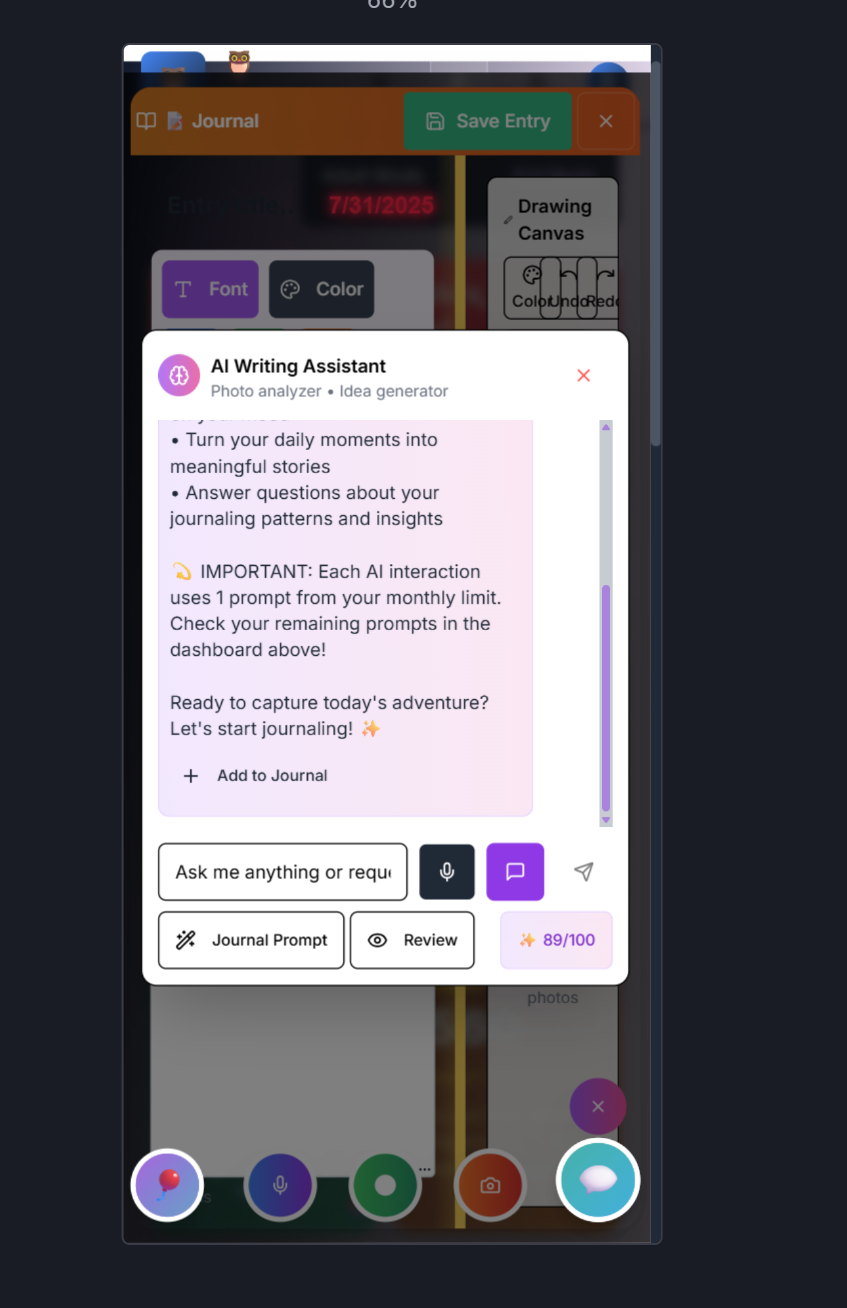 66%
Journal
Save Entry
7/31/2025
Font
Color
Drawing
Canvas
Color
Undo
Redo
AI Writing Assistant
Photo analyzer • Idea generator
• Turn your daily moments into
meaningful stories
• Answer questions about your
journaling patterns and insights
💫 IMPORTANT: Each AI interaction
uses 1 prompt from your monthly limit.
Check your remaining prompts in the
dashboard above!
Ready to capture today's adventure?
Let's start journaling! ✨
+ Add to Journal
Ask me anything or requ
Journal Prompt
Review
✨ 89/100
photos
...